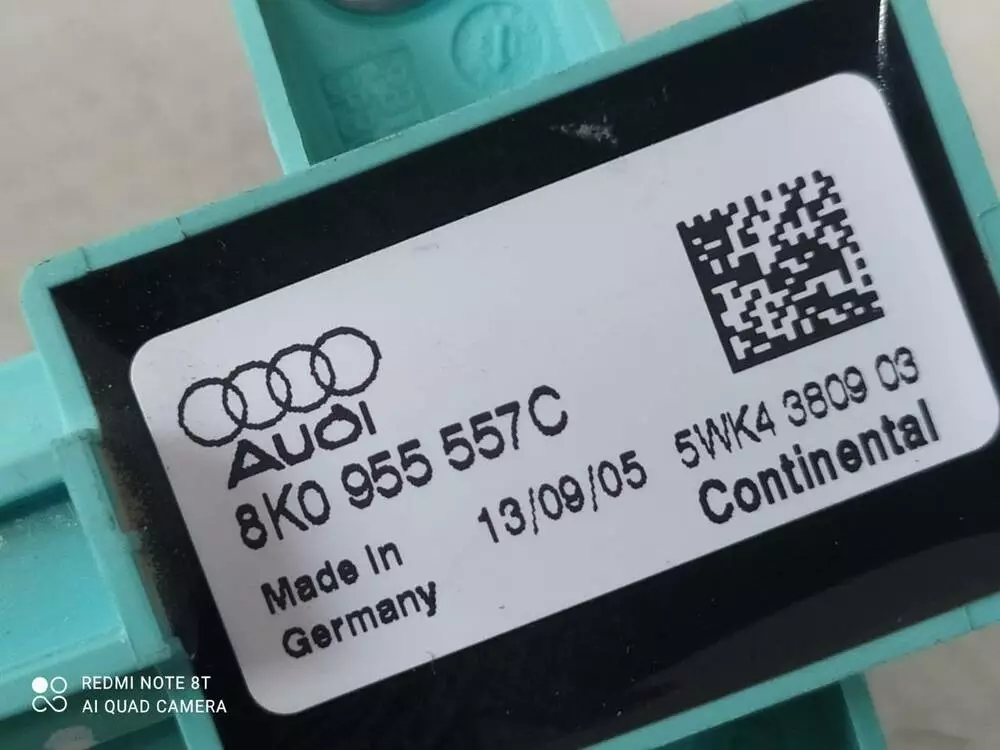 Audi
8K0 955 557C
Made in
Germany
13/09/05
5WK4 3809 03
Continental
REDMI NOTE 8T
AI QUAD CAMERA